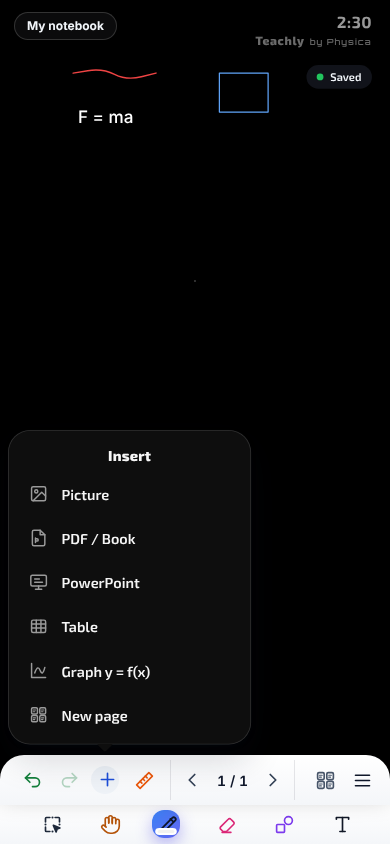 My notebook
2:30
Teachly by Physica
Saved
F = ma
Insert
Picture
PDF / Book
PowerPoint
Table
Graph y = f(x)
New page
1 / 1
T